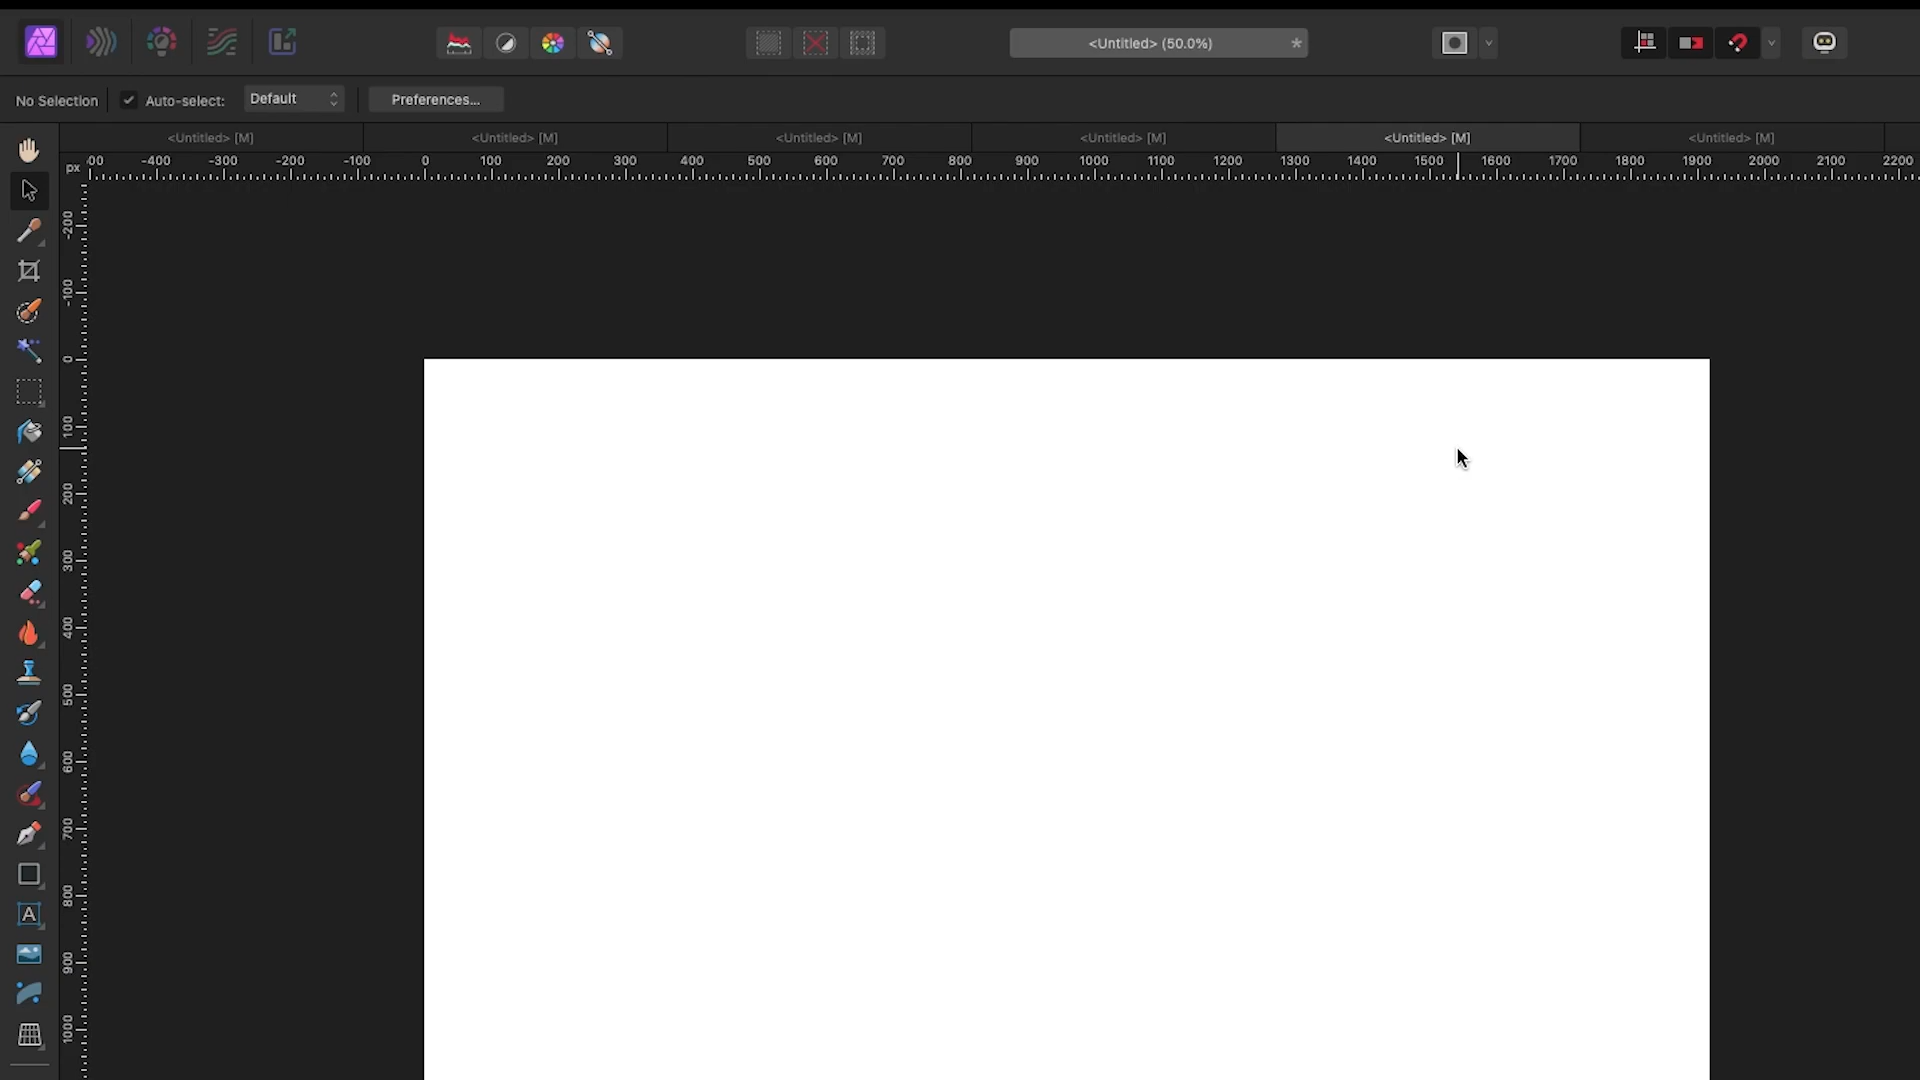 <Untitled> (50.0%) *
No Selection Auto-select: Default Preferences...
<Untitled> [M] <Untitled> [M] <Untitled> [M] <Untitled> [M] <Untitled> [M] <Untitled> [M]
px 00 -400 -300 -200 -100 0 100 200 300 400 500 600 700 800 900 1000 1100 1200 1300 1400 1500 1600 1700 1800 1900 2000 2100 2200
-200
-100
0
100
200
300
400
500
600
700
800
900
1000
A